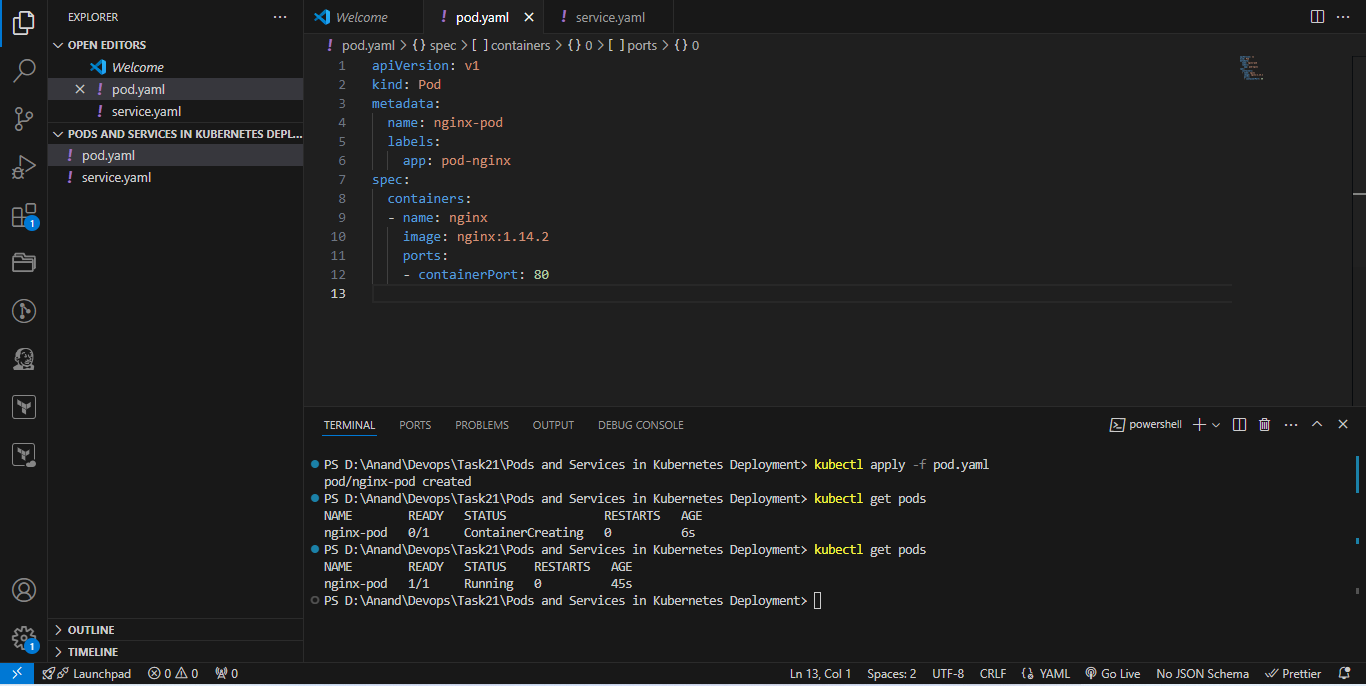 EXPLORER
OPEN EDITORS
Welcome
pod.yaml
service.yaml
PODS AND SERVICES IN KUBERNETES DEPL...
pod.yaml
service.yaml
1
1
OUTLINE
TIMELINE
Welcome
! pod.yaml
! service.yaml
! pod.yaml > {} spec > [ ] containers > {} 0 > [ ] ports > {} 0
1 apiVersion: v1
2 kind: Pod
3 metadata:
4   name: nginx-pod
5   labels:
6     app: pod-nginx
7 spec:
8   containers:
9   - name: nginx
10     image: nginx:1.14.2
11     ports:
12     - containerPort: 80
13
TERMINAL PORTS PROBLEMS OUTPUT DEBUG CONSOLE
powershell
PS D:\Anand\Devops\Task21\Pods and Services in Kubernetes Deployment> kubectl apply -f pod.yaml
pod/nginx-pod created
PS D:\Anand\Devops\Task21\Pods and Services in Kubernetes Deployment> kubectl get pods
NAME        READY   STATUS              RESTARTS   AGE
nginx-pod   0/1     ContainerCreating   0          6s
PS D:\Anand\Devops\Task21\Pods and Services in Kubernetes Deployment> kubectl get pods
NAME        READY   STATUS    RESTARTS   AGE
nginx-pod   1/1     Running   0          45s
PS D:\Anand\Devops\Task21\Pods and Services in Kubernetes Deployment>
Launchpad 0 0 0 Ln 13, Col 1 Spaces: 2 UTF-8 CRLF {} YAML Go Live No JSON Schema Prettier